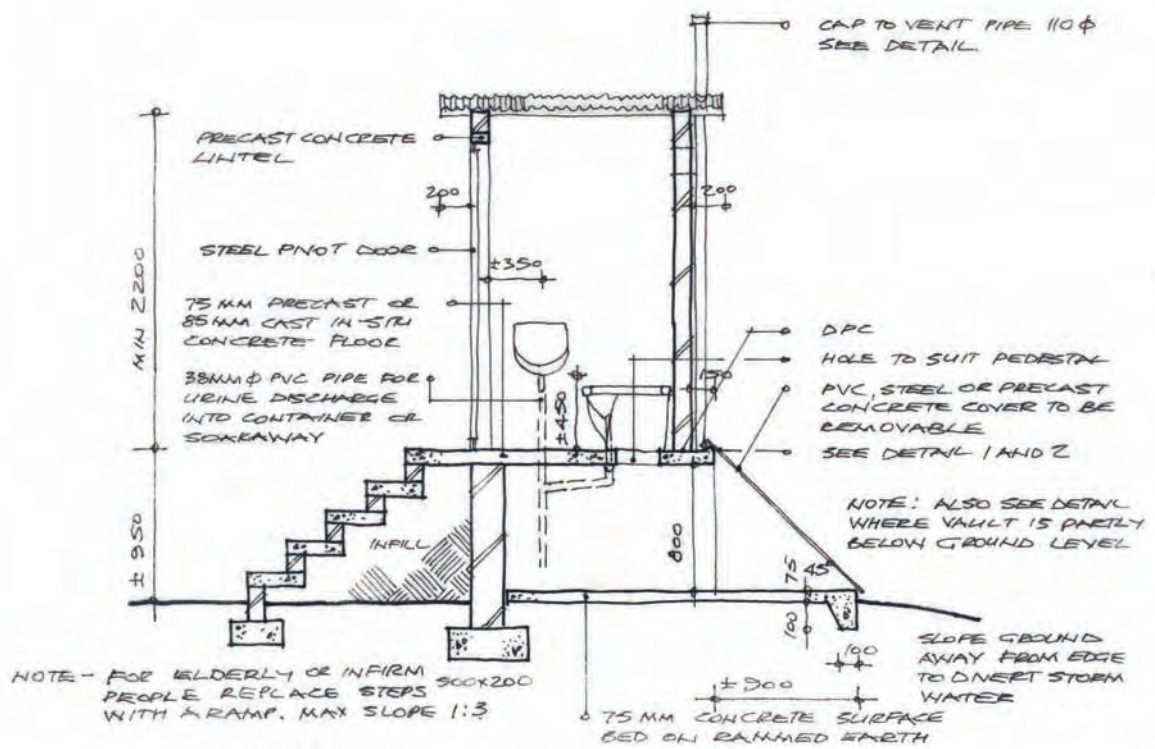 CAP TO VENT PIPE 110 ϕ
SEE DETAIL.
PRECAST CONCRETE
LINTEL
200
200
STEEL PIVOT DOOR
±350
MIN 2200
75 MM PRECAST OR
85MM CAST IN-SITU
CONCRETE FLOOR
38MM ϕ PVC PIPE FOR
URINE DISCHARGE
INTO CONTAINER OR
SOAKAWAY
±450
150
DPC
HOLE TO SUIT PEDESTAL
PVC, STEEL OR PRECAST
CONCRETE COVER TO BE
REMOVABLE
SEE DETAIL 1 AND 2
NOTE: ALSO SEE DETAIL
WHERE VAULT IS PARTLY
BELOW GROUND LEVEL
± 950
INFILL
800
75
45°
100
100
SLOPE GROUND
AWAY FROM EDGE
TO DIVERT STORM
WATER
NOTE - FOR ELDERLY OR INFIRM
PEOPLE REPLACE STEPS
WITH A RAMP. MAX SLOPE 1:3
500x200
±900
75 MM CONCRETE SURFACE
BED ON RAMMED EARTH